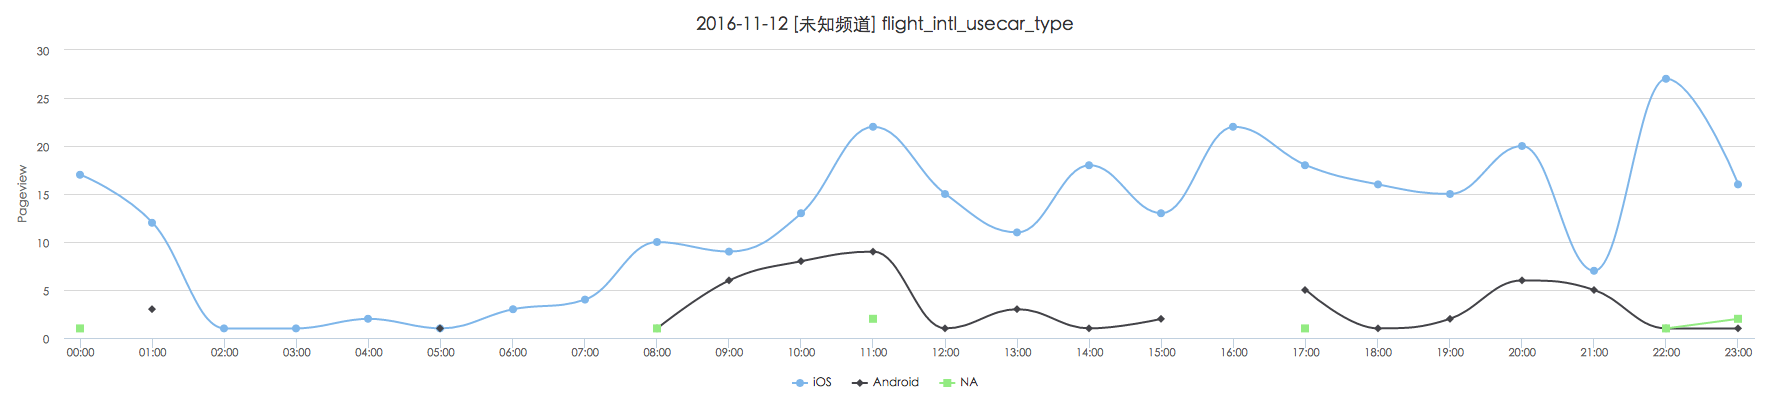 2016-11-12 [未知频道] flight_intl_usecar_type
Pageview
30
25
20
15
10
5
0
00:00 01:00 02:00 03:00 04:00 05:00 06:00 07:00 08:00 09:00 10:00 11:00 12:00 13:00 14:00 15:00 16:00 17:00 18:00 19:00 20:00 21:00 22:00 23:00
iOS Android NA